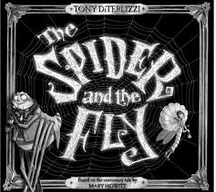 TONY DiTERLIZZI
The
SPIDER
and the
FLY
Based on the cautionary tale by
MARY HOWITT